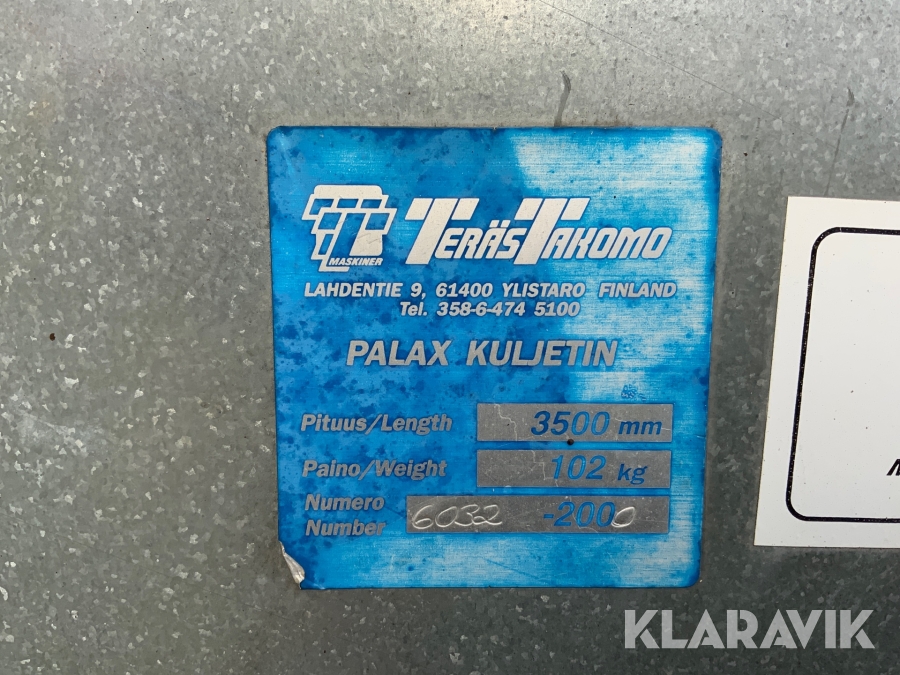 MASKINER
TERÄSTAKOMO
LAHDENTIE 9, 61400 YLISTARO FINLAND
Tel. 358-6-474 5100
PALAX KULJETIN
Pituus/Length 3500 mm
Paino/Weight 102 kg
Numero
Number 6032 -2000
KLARAVIK